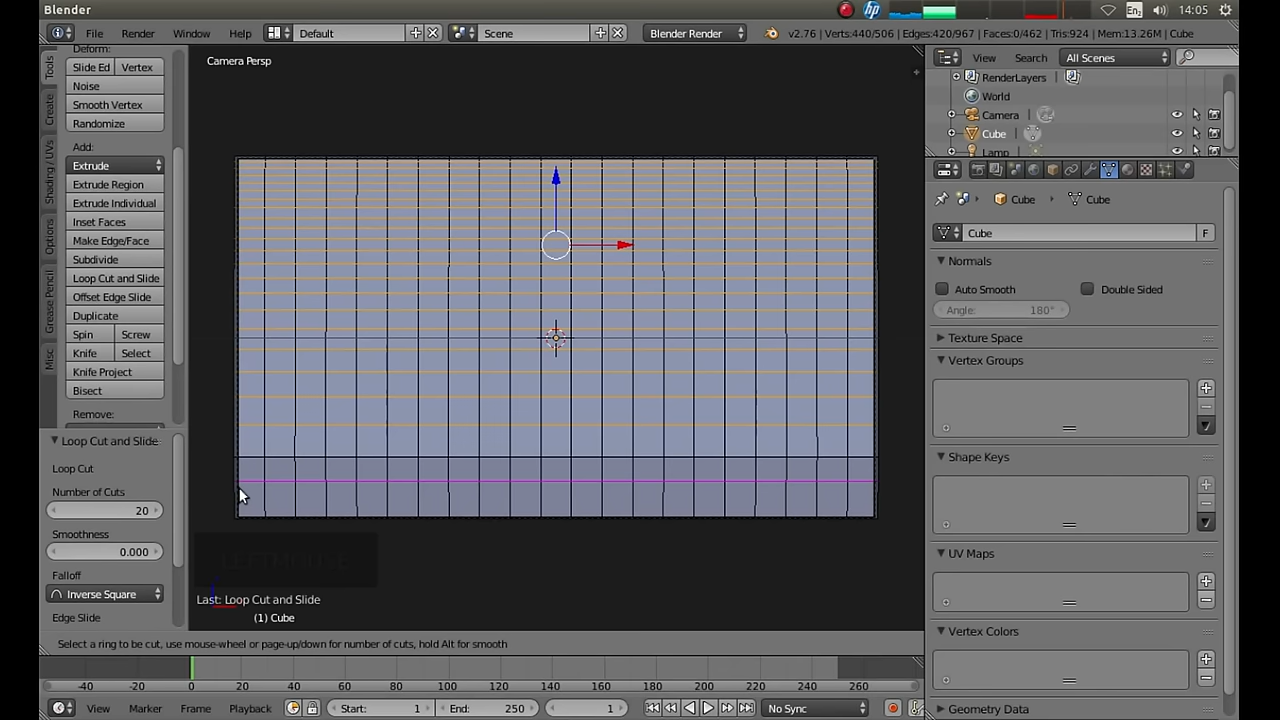 Blender
En₂
14:05
File Render Window Help
Default
Scene
Blender Render
v2.76 | Verts:440/506 | Edges:420/967 | Faces:0/462 | Tris:924 | Mem:13.26M | Cube
Camera Persp
Tools
Create
Shading / UVs
Options
Grease Pencil
Misc
Deform:
Slide Ed
Vertex
Noise
Smooth Vertex
Randomize
Add:
Extrude
Extrude Region
Extrude Individual
Inset Faces
Make Edge/Face
Subdivide
Loop Cut and Slide
Offset Edge Slide
Duplicate
Spin
Screw
Knife
Select
Knife Project
Bisect
Remove:
Loop Cut and Slide
Loop Cut
Number of Cuts
20
Smoothness
0.000
Falloff
Inverse Square
Edge Slide
Last: Loop Cut and Slide
(1) Cube
Select a ring to be cut, use mouse-wheel or page-up/down for number of cuts, hold Alt for smooth
-40 -20 0 20 40 60 80 100 120 140 160 180 200 220 240 260
View Marker Frame Playback
Start: 1
End: 250
1
No Sync
View Search
All Scenes
RenderLayers
World
Camera
Cube
Lamp
Cube
Cube
Cube
F
Normals
Auto Smooth
Double Sided
Angle: 180°
Texture Space
Vertex Groups
Shape Keys
UV Maps
Vertex Colors
Geometry Data